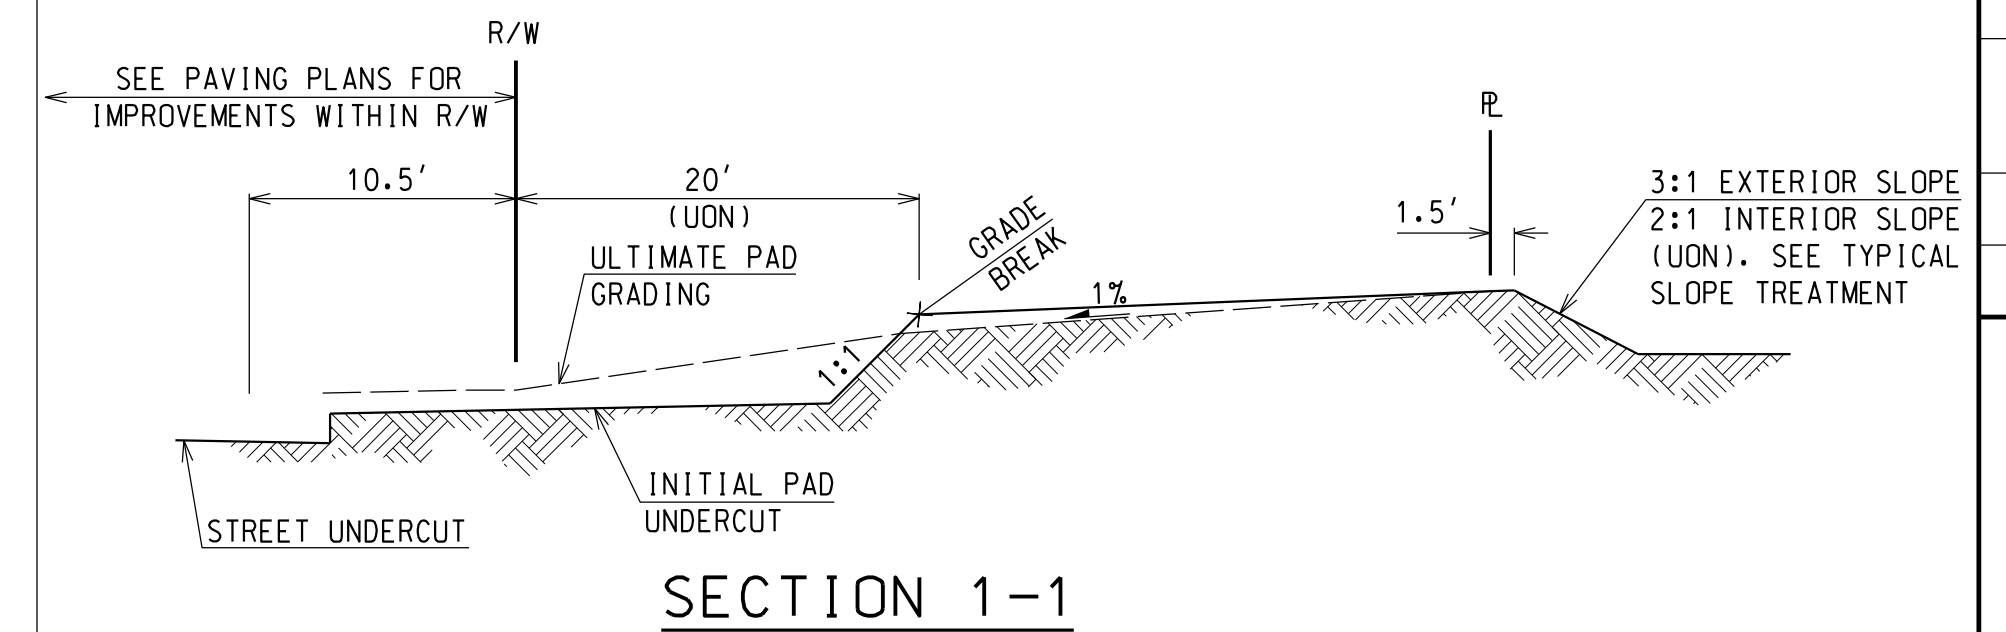 R/W
SEE PAVING PLANS FOR
IMPROVEMENTS WITHIN R/W
PL
10.5'
20'
(UON)
1.5'
3:1 EXTERIOR SLOPE
2:1 INTERIOR SLOPE
(UON). SEE TYPICAL
SLOPE TREATMENT
GRADE
BREAK
ULTIMATE PAD
GRADING
1%
1:1
INITIAL PAD
UNDERCUT
STREET UNDERCUT
SECTION 1-1